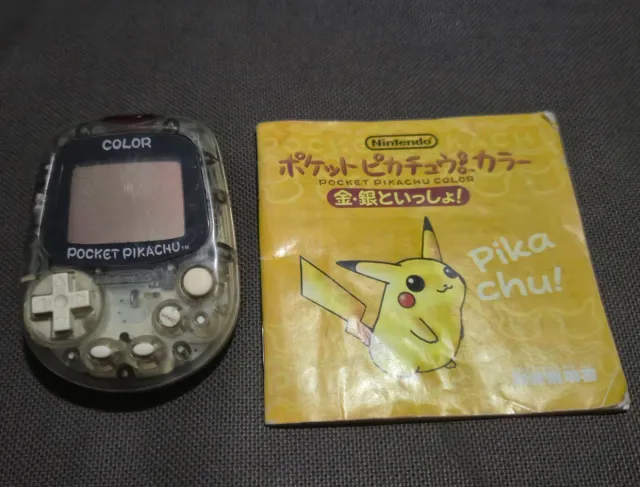 COLOR
POCKET PIKACHU™
Nintendo
ポケットピカチュウカラー
POCKET PIKACHU COLOR
金・銀といっしょ!
pika
chu!